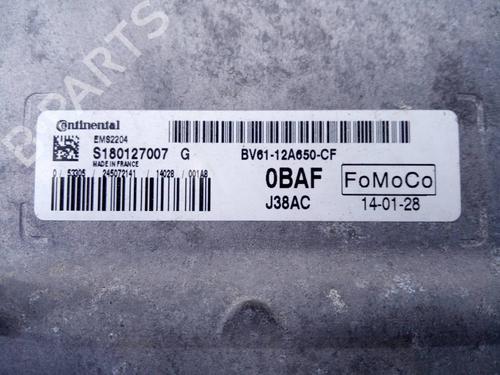 Continental
EMS2204
S180127007 G
MADE IN FRANCE
BV61-12A650-CF
0 / 53306 / 245072141 / 14028 / 001A8
0BAF
FoMoCo
J38AC
14-01-28